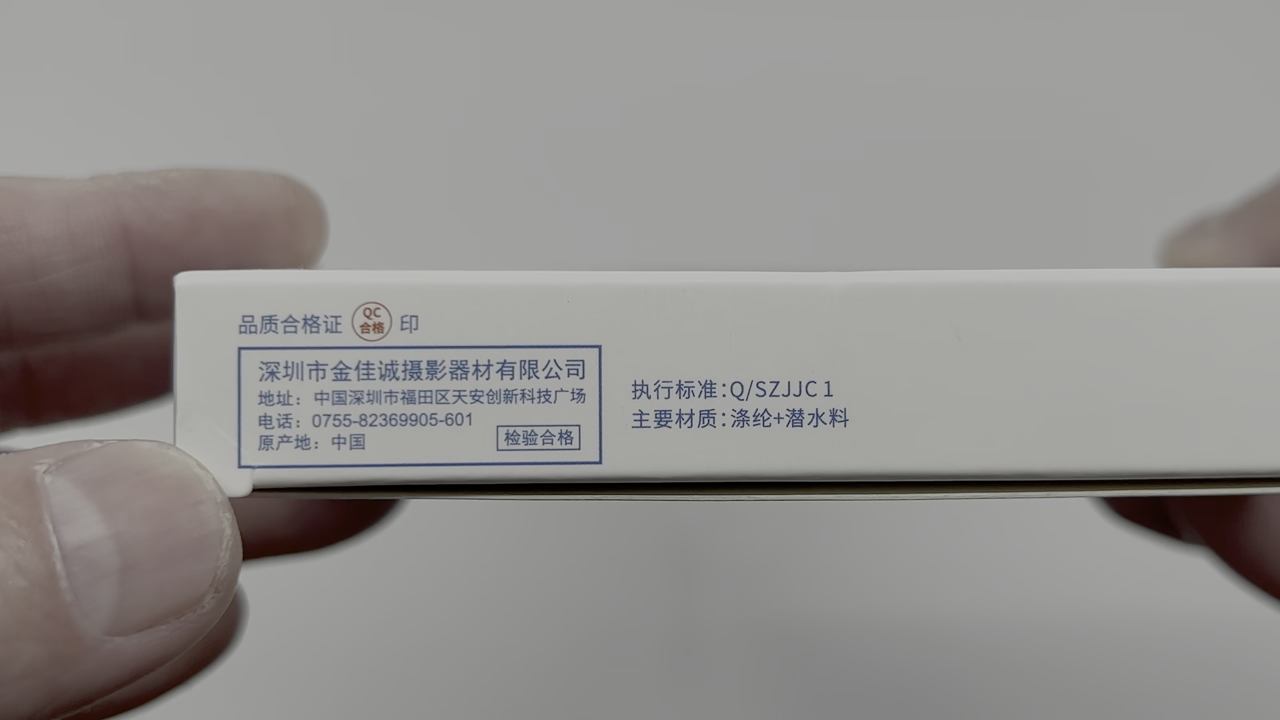 品质合格证 QC 合格 印
深圳市金佳诚摄影器材有限公司
地址：中国深圳市福田区天安创新科技广场
电话：0755-82369905-601
原产地：中国
检验合格
执行标准：Q/SZJJC 1
主要材质：涤纶+潜水料